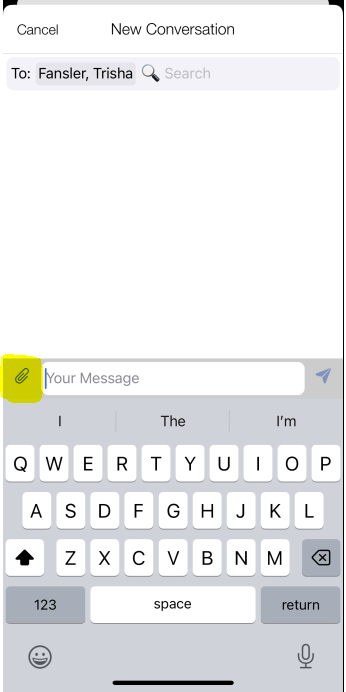 Cancel New Conversation
To: Fansler, Trisha Search
Your Message
I The I'm
Q W E R T Y U I O P
A S D F G H J K L
Z X C V B N M
123 space return